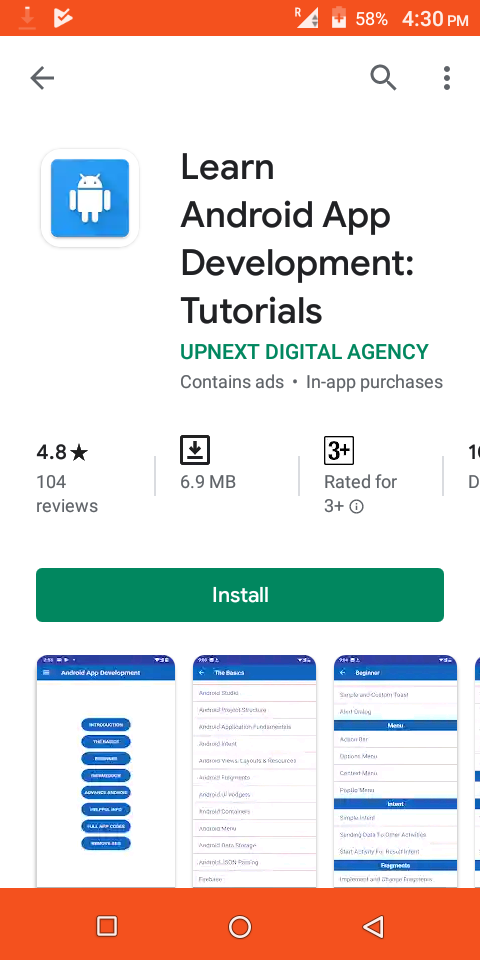 R
58%
4:30 PM
Learn
Android App
Development:
Tutorials
UPNEXT DIGITAL AGENCY
Contains ads • In-app purchases
4.8★
104
reviews
6.9 MB
3+
Rated for
3+
Install
Android App Development
INTRODUCTION
THE BASICS
BEGINNER
INTERMEDIATE
ADVANCE ANDROID
HELPFUL INFO
FULL APP CODES
REMOVE ADS
The Basics
Android Studio
Android Project Structure
Android Application Fundamentals
Android Intent
Android Views, Layouts & Resources
Android Fragments
Android UI Widgets
Android Containers
Android Menu
Android Data Storage
Android JSON Parsing
Firebase
Beginner
Simple and Custom Toast
Alert Dialog
Menu
Action Bar
Options Menu
Context Menu
PopUp Menu
Intent
Simple Intent
Sending Data To Other Activities
Start Activity For Result Intent
Fragments
Implement and Change Fragments